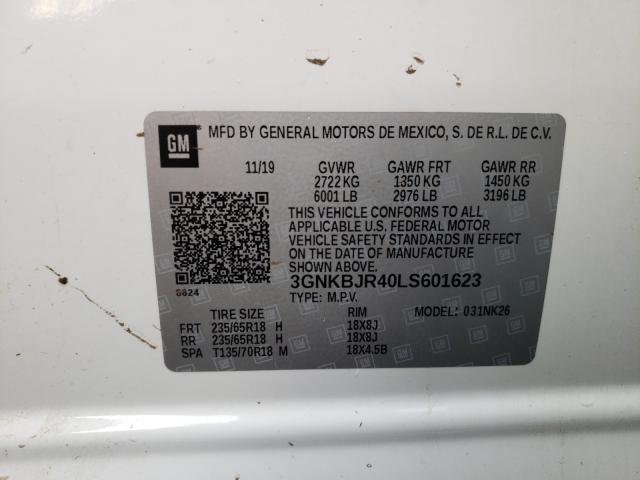 GM
MFD BY GENERAL MOTORS DE MEXICO, S. DE R.L. DE C.V.
11/19 GVWR GAWR FRT GAWR RR
2722 KG 1350 KG 1450 KG
6001 LB 2976 LB 3196 LB
THIS VEHICLE CONFORMS TO ALL
APPLICABLE U.S. FEDERAL MOTOR
VEHICLE SAFETY STANDARDS IN EFFECT
ON THE DATE OF MANUFACTURE
SHOWN ABOVE.
0824
3GNKBJR40LS601623
TYPE: M.P.V.
TIRE SIZE RIM MODEL: 031NK26
FRT 235/65R18 H 18X8J
RR 235/65R18 H 18X8J
SPA T135/70R18 M 18X4.5B